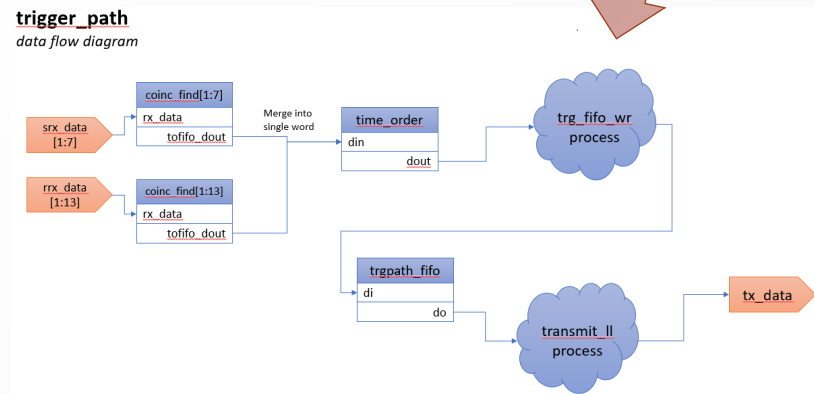 trigger_path
data flow diagram
srx_data
[1:7]
coinc_find[1:7]
rx_data
tofifo_dout
Merge into
single word
time_order
din
dout
trg_fifo_wr
process
rrx_data
[1:13]
coinc_find[1:13]
rx_data
tofifo_dout
trgpath_fifo
di
do
transmit_ll
process
tx_data